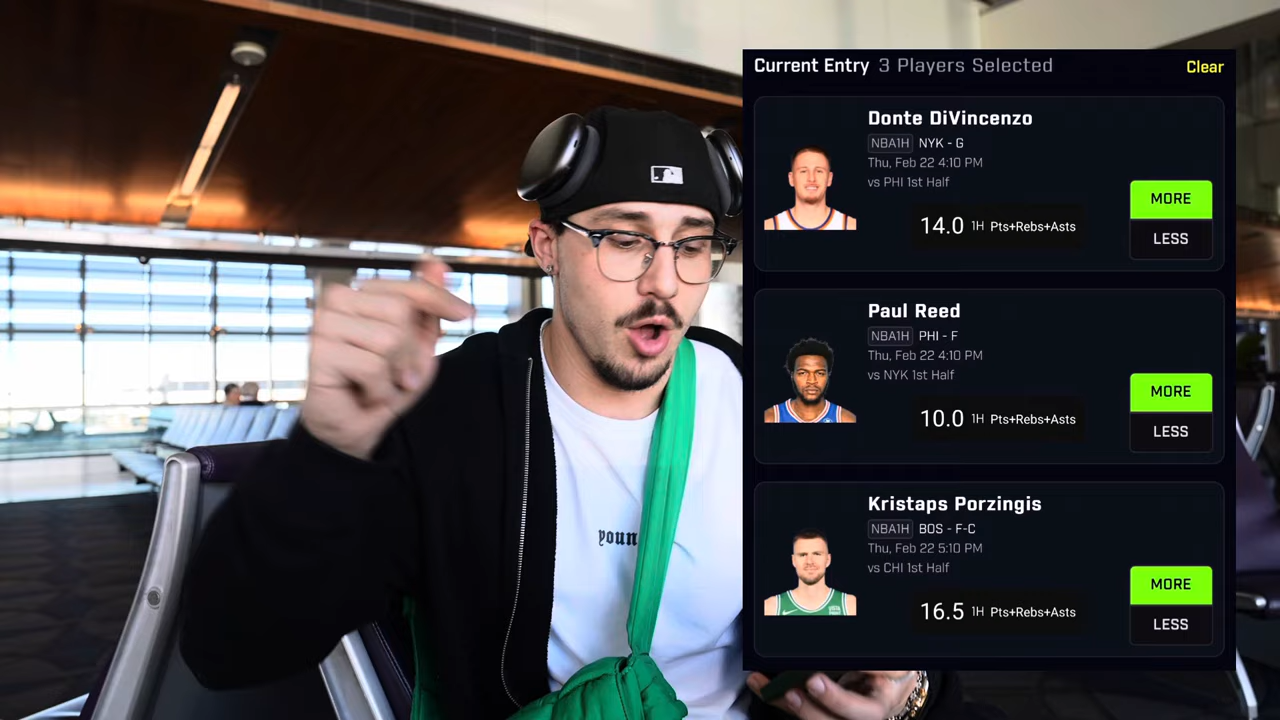 Current Entry 3 Players Selected Clear
Donte DiVincenzo
NBA1H NYK - G
Thu, Feb 22 4:10 PM
vs PHI 1st Half
14.0 1H Pts+Rebs+Asts
MORE
LESS
Paul Reed
NBA1H PHI - F
Thu, Feb 22 4:10 PM
vs NYK 1st Half
10.0 1H Pts+Rebs+Asts
MORE
LESS
Kristaps Porzingis
NBA1H BOS - F-C
Thu, Feb 22 5:10 PM
vs CHI 1st Half
16.5 1H Pts+Rebs+Asts
MORE
LESS